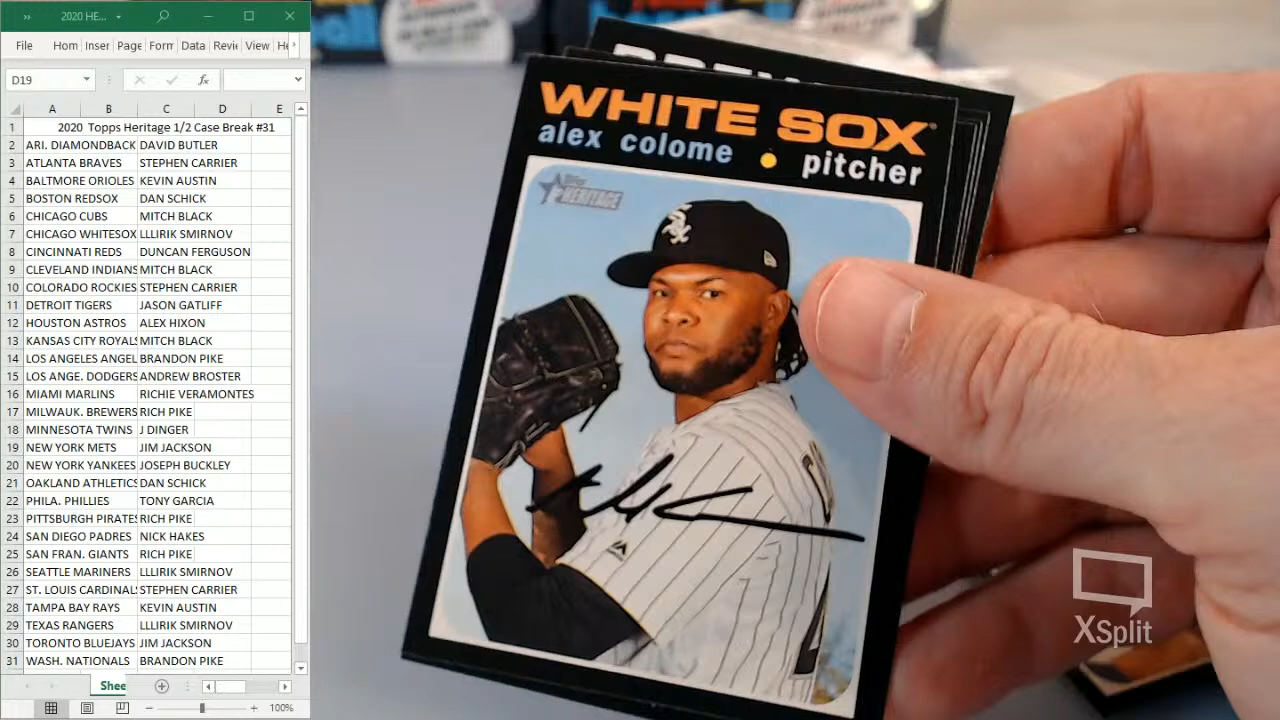 2020 HE...
File Hom Inser Page Form Data Revie View He
D19
fx
A B C D E
1 2020 Topps Heritage 1/2 Case Break #31
2 ARI. DIAMONDBACK DAVID BUTLER
3 ATLANTA BRAVES STEPHEN CARRIER
4 BALTMORE ORIOLES KEVIN AUSTIN
5 BOSTON REDSOX DAN SCHICK
6 CHICAGO CUBS MITCH BLACK
7 CHICAGO WHITESOX LLLIRIK SMIRNOV
8 CINCINNATI REDS DUNCAN FERGUSON
9 CLEVELAND INDIANS MITCH BLACK
10 COLORADO ROCKIES STEPHEN CARRIER
11 DETROIT TIGERS JASON GATLIFF
12 HOUSTON ASTROS ALEX HIXON
13 KANSAS CITY ROYALS MITCH BLACK
14 LOS ANGELES ANGEL BRANDON PIKE
15 LOS ANGE. DODGERS ANDREW BROSTER
16 MIAMI MARLINS RICHIE VERAMONTES
17 MILWAUK. BREWERS RICH PIKE
18 MINNESOTA TWINS J DINGER
19 NEW YORK METS JIM JACKSON
20 NEW YORK YANKEES JOSEPH BUCKLEY
21 OAKLAND ATHLETICS DAN SCHICK
22 PHILA. PHILLIES TONY GARCIA
23 PITTSBURGH PIRATES RICH PIKE
24 SAN DIEGO PADRES NICK HAKES
25 SAN FRAN. GIANTS RICH PIKE
26 SEATTLE MARINERS LLLIRIK SMIRNOV
27 ST. LOUIS CARDINALS STEPHEN CARRIER
28 TAMPA BAY RAYS KEVIN AUSTIN
29 TEXAS RANGERS LLLIRIK SMIRNOV
30 TORONTO BLUEJAYS JIM JACKSON
31 WASH. NATIONALS BRANDON PIKE
Shee
100%
WHITE SOX
alex colome • pitcher
Topps HERITAGE
XSplit